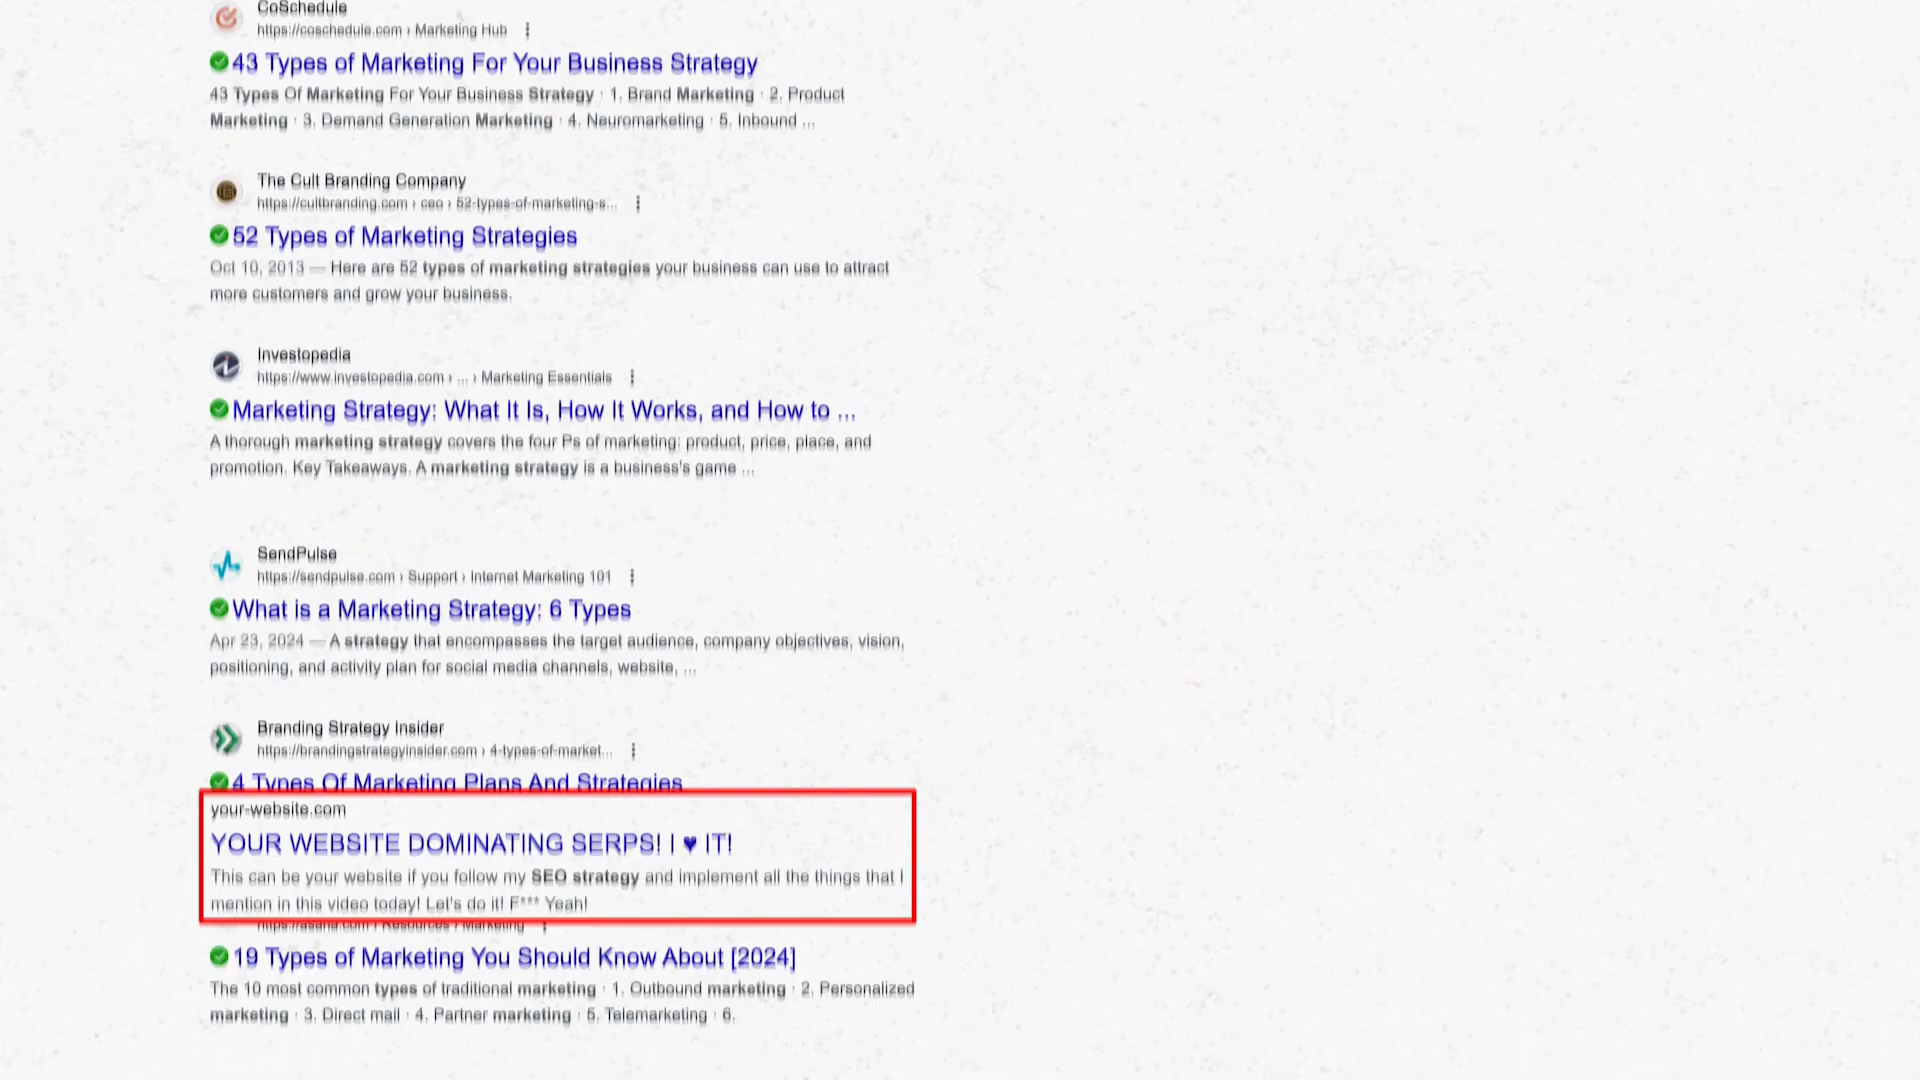 CoSchedule
https://coschedule.com › Marketing Hub
43 Types of Marketing For Your Business Strategy
43 Types Of Marketing For Your Business Strategy · 1. Brand Marketing · 2. Product
Marketing · 3. Demand Generation Marketing · 4. Neuromarketing · 5. Inbound ...
The Cult Branding Company
https://cultbranding.com › ceo › 52-types-of-marketing-s...
52 Types of Marketing Strategies
Oct 10, 2013 — Here are 52 types of marketing strategies your business can use to attract
more customers and grow your business.
Investopedia
https://www.investopedia.com › ... › Marketing Essentials
Marketing Strategy: What It Is, How It Works, and How to ...
A thorough marketing strategy covers the four Ps of marketing: product, price, place, and
promotion. Key Takeaways. A marketing strategy is a business's game ...
SendPulse
https://sendpulse.com › Support › Internet Marketing 101
What is a Marketing Strategy: 6 Types
Apr 23, 2024 — A strategy that encompasses the target audience, company objectives, vision,
positioning, and activity plan for social media channels, website, ...
Branding Strategy Insider
https://brandingstrategyinsider.com › 4-types-of-market...
4 Types Of Marketing Plans And Strategies
your-website.com
YOUR WEBSITE DOMINATING SERPS! I ♥ IT!
This can be your website if you follow my SEO strategy and implement all the things that I
mention in this video today! Let's do it! F*** Yeah!
https://asana.com › Resources › Marketing
19 Types of Marketing You Should Know About [2024]
The 10 most common types of traditional marketing · 1. Outbound marketing · 2. Personalized
marketing · 3. Direct mail · 4. Partner marketing · 5. Telemarketing · 6.